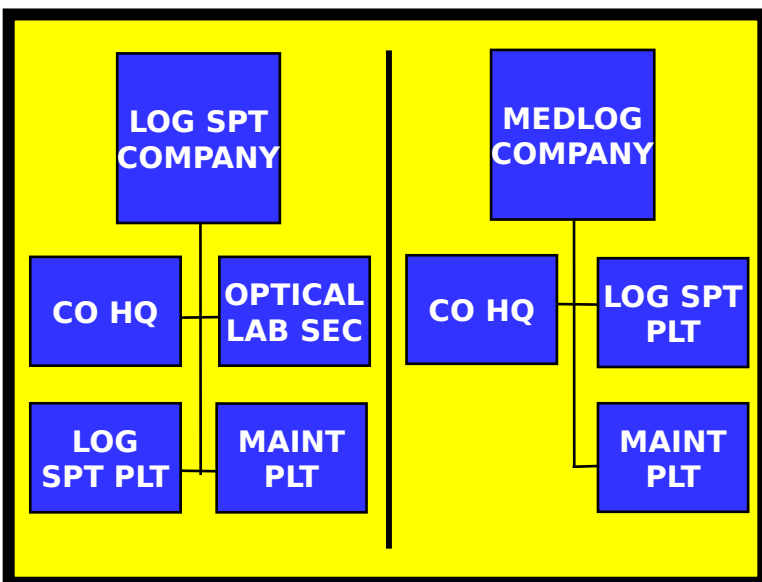 LOG SPT
COMPANY
MEDLOG
COMPANY
CO HQ
OPTICAL
LAB SEC
CO HQ
LOG SPT
PLT
LOG
SPT PLT
MAINT
PLT
MAINT
PLT